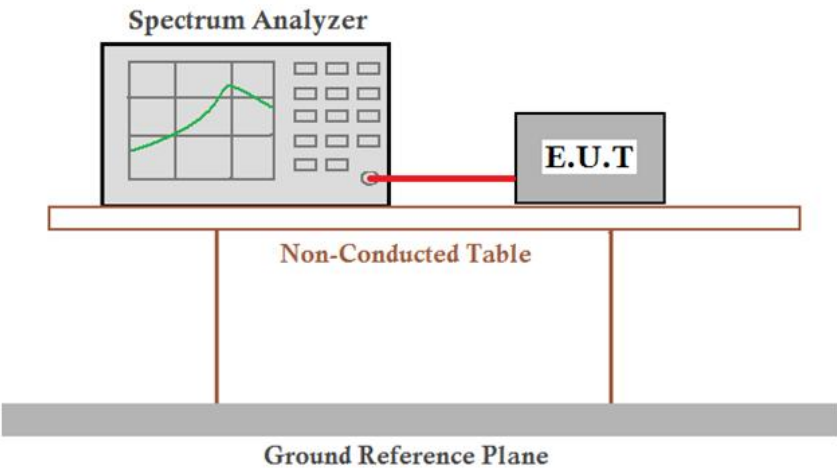 Spectrum Analyzer
E.U.T
Non-Conducted Table
Ground Reference Plane